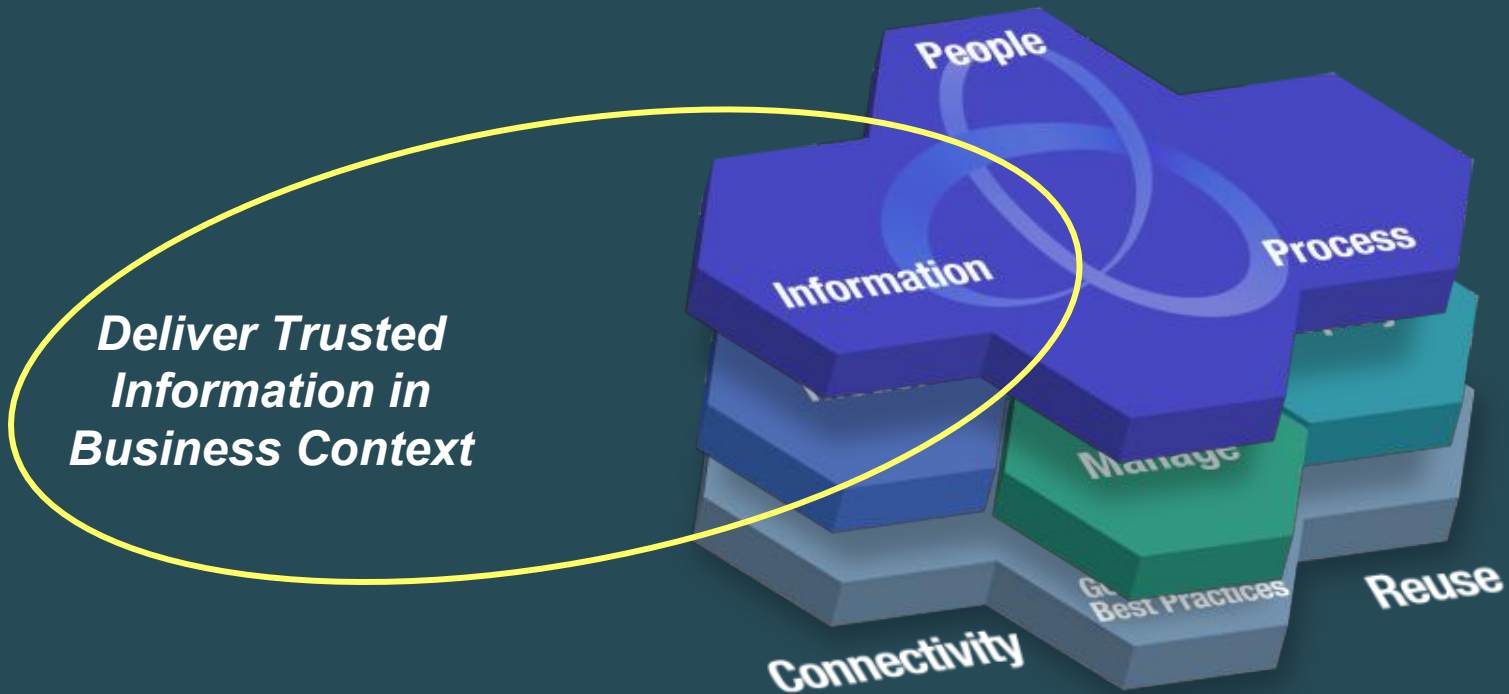 People
Process
Information
Deliver Trusted
Information in
Business Context
Manage
Best Practices
Reuse
Connectivity